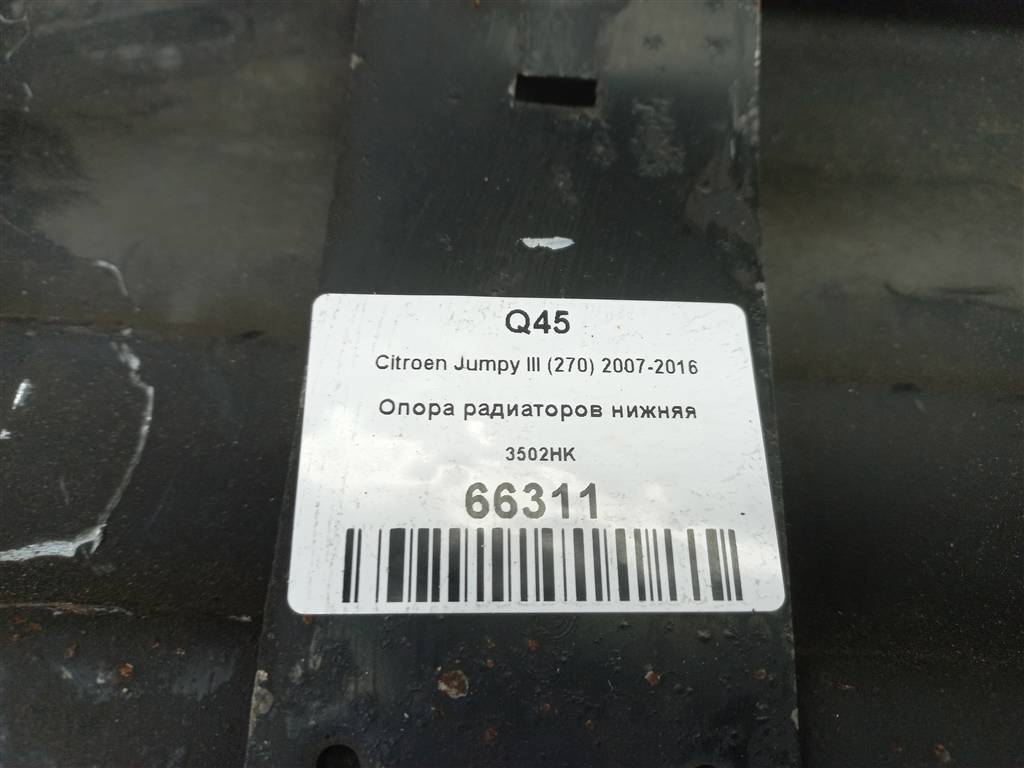 Q45
Citroen Jumpy III (270) 2007-2016
Опора радиаторов нижняя
3502HK
66311